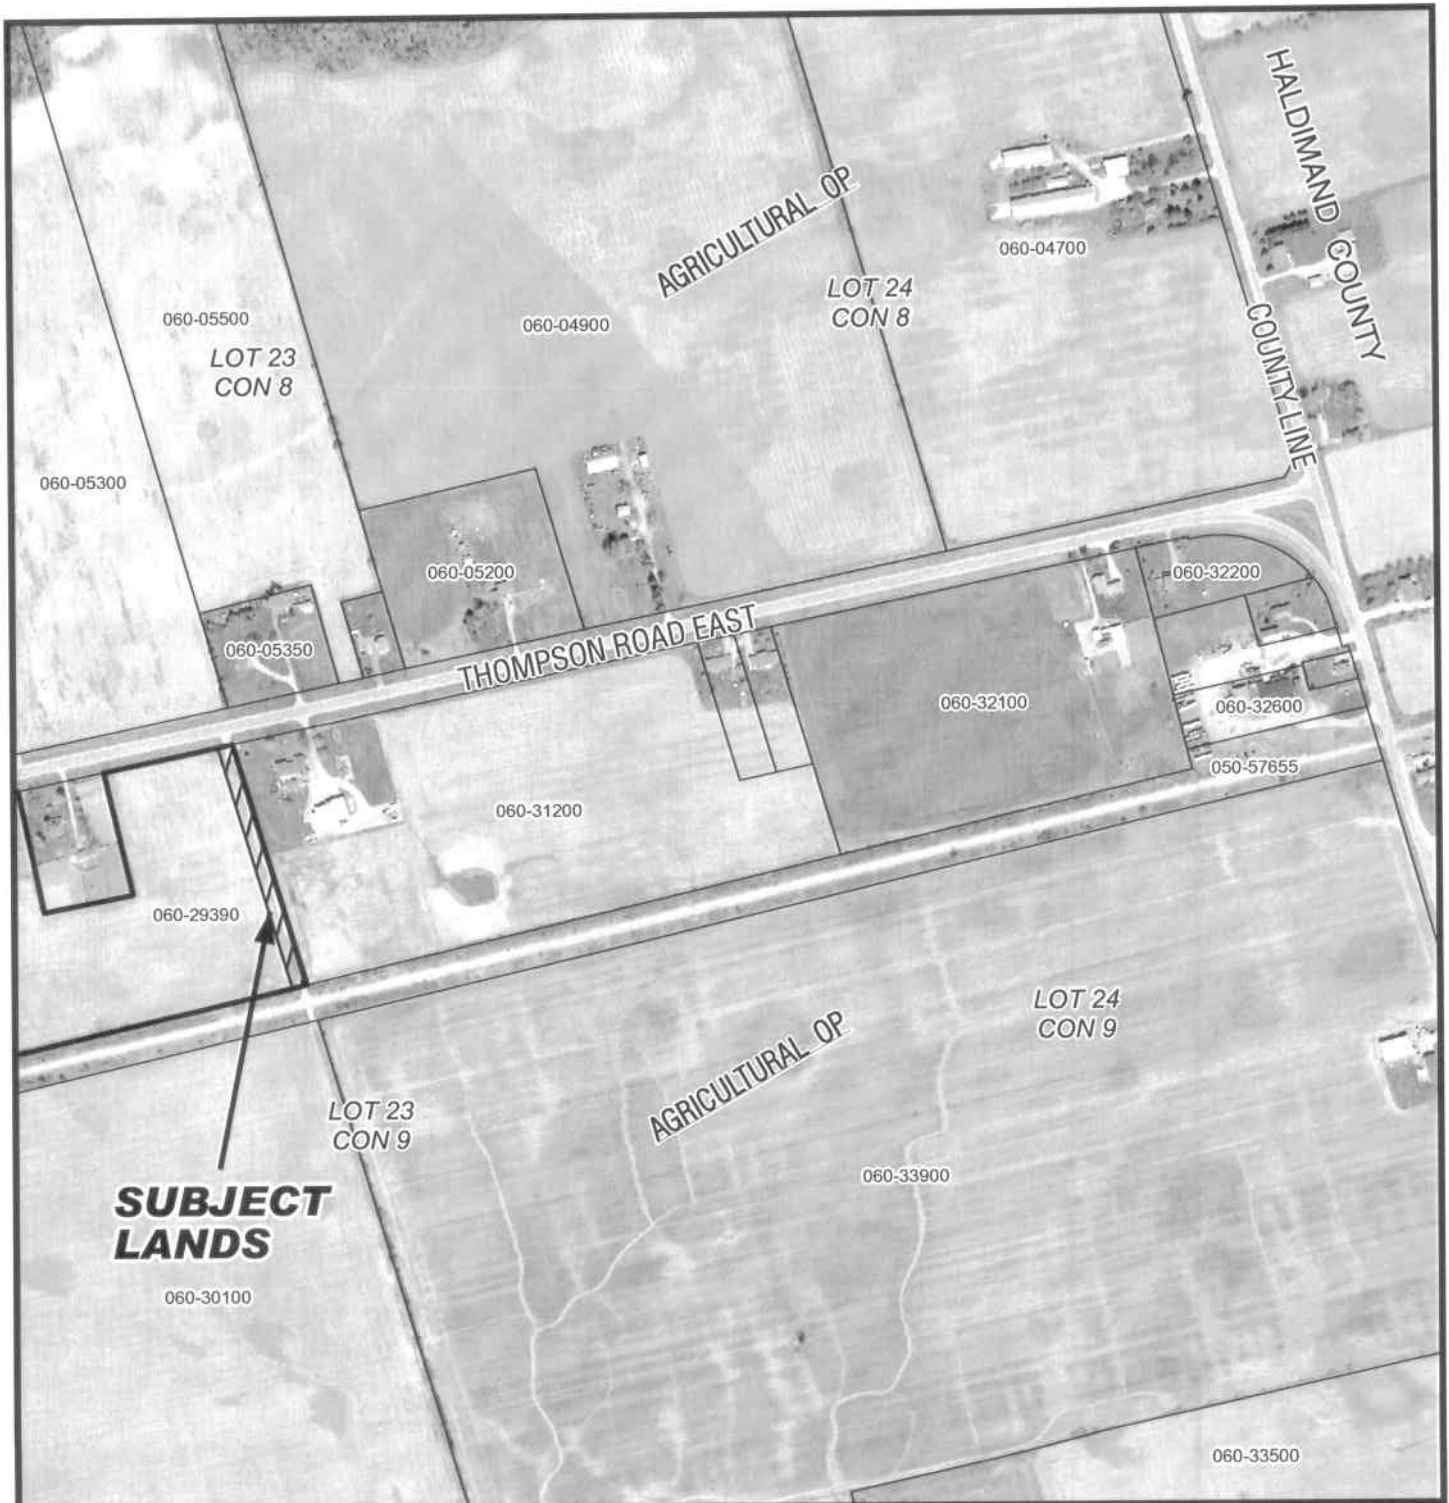 HALDIMAND COUNTY
AGRICULTURAL OP
060-04700
LOT 24
CON 8
060-05500
060-04900
COUNTY LINE
LOT 23
CON 8
060-05300
060-05200
060-32200
THOMPSON ROAD EAST
060-05350
060-32100
060-32600
050-57655
060-31200
060-29390
LOT 24
CON 9
AGRICULTURAL OP
LOT 23
CON 9
060-33900
SUBJECT
LANDS
060-30100
060-33500